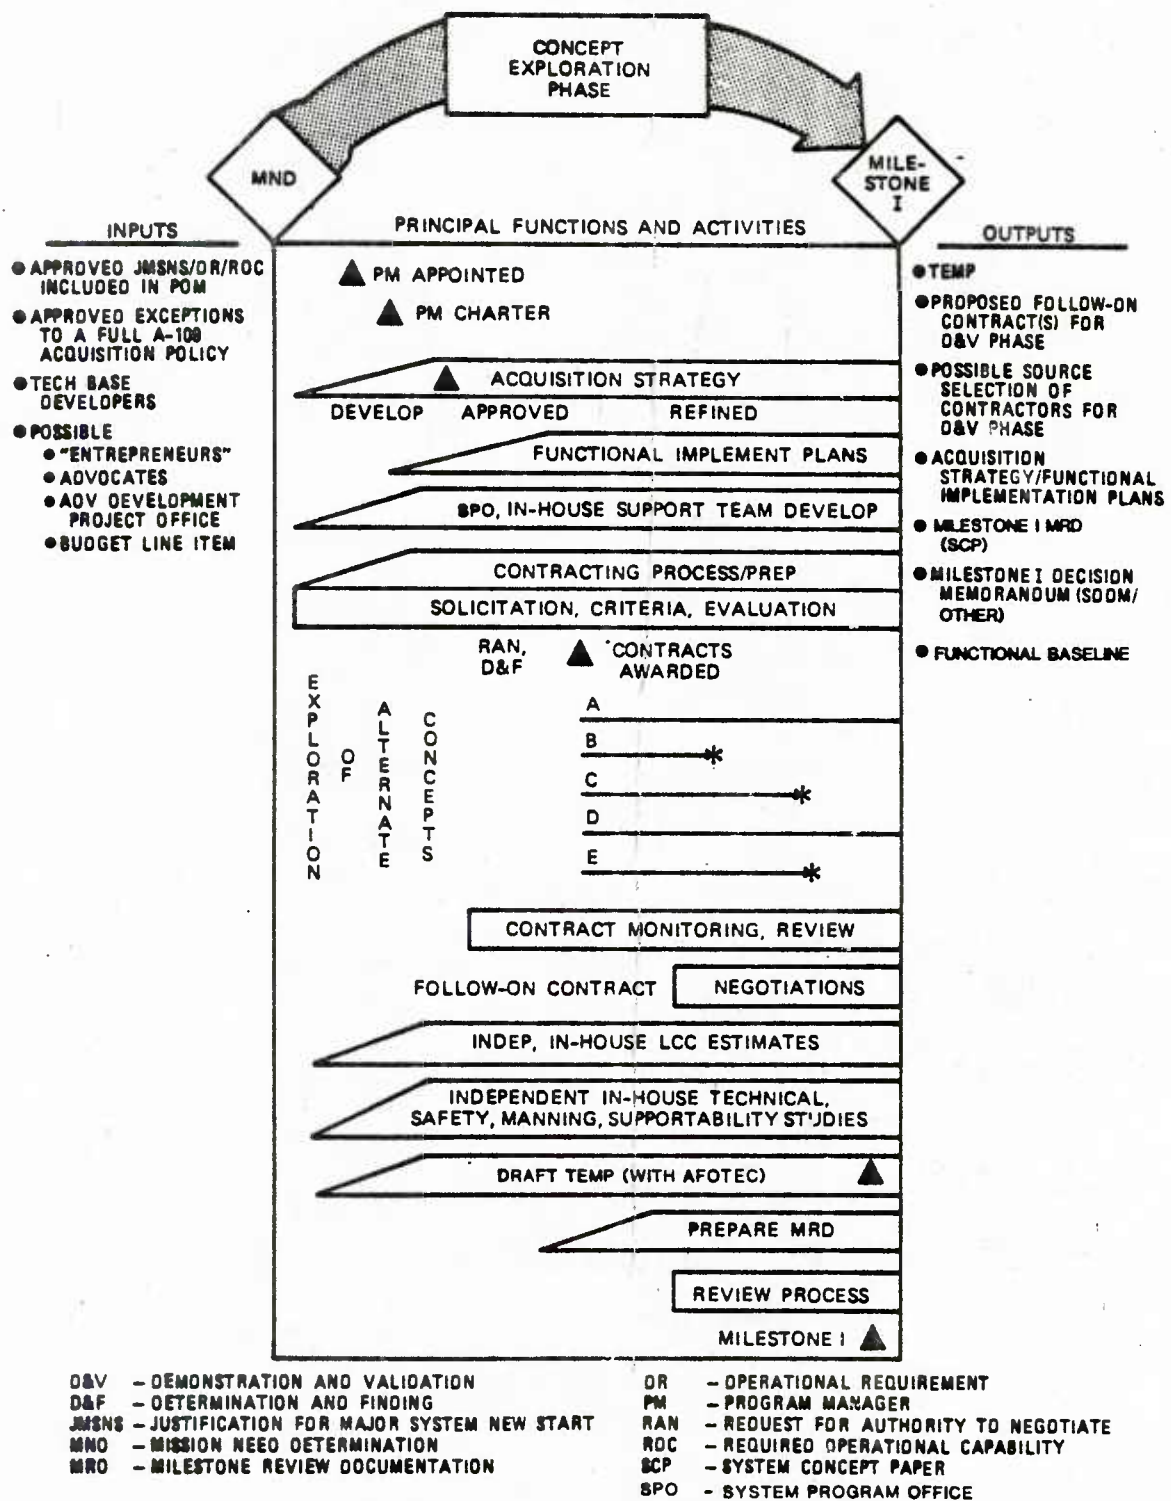 CONCEPT
EXPLORATION
PHASE
MND
MILE-
STONE
I
INPUTS
● APPROVED JMSNS/OR/ROC
INCLUDED IN POM
● APPROVED EXCEPTIONS
TO A FULL A-109
ACQUISITION POLICY
● TECH BASE
DEVELOPERS
● POSSIBLE
● "ENTREPRENEURS"
● ADVOCATES
● ADV DEVELOPMENT
PROJECT OFFICE
● BUDGET LINE ITEM
PRINCIPAL FUNCTIONS AND ACTIVITIES
▲ PM APPOINTED
▲ PM CHARTER
▲ ACQUISITION STRATEGY
DEVELOP APPROVED REFINED
FUNCTIONAL IMPLEMENT PLANS
SPO, IN-HOUSE SUPPORT TEAM DEVELOP
CONTRACTING PROCESS/PREP
SOLICITATION, CRITERIA, EVALUATION
RAN,
D&F
▲ CONTRACTS
AWARDED
EXPLORATION
OF
ALTERNATE
CONCEPTS
A
B
C
D
E
CONTRACT MONITORING, REVIEW
FOLLOW-ON CONTRACT NEGOTIATIONS
INDEP, IN-HOUSE LCC ESTIMATES
INDEPENDENT IN-HOUSE TECHNICAL,
SAFETY, MANNING, SUPPORTABILITY STUDIES
DRAFT TEMP (WITH AFOTEC) ▲
PREPARE MRD
REVIEW PROCESS
MILESTONE I ▲
OUTPUTS
● TEMP
● PROPOSED FOLLOW-ON
CONTRACT(S) FOR
D&V PHASE
● POSSIBLE SOURCE
SELECTION OF
CONTRACTORS FOR
D&V PHASE
● ACQUISITION
STRATEGY/FUNCTIONAL
IMPLEMENTATION PLANS
● MILESTONE I MRD
(SCP)
● MILESTONE I DECISION
MEMORANDUM (SDDM/
OTHER)
● FUNCTIONAL BASELINE
D&V – DEMONSTRATION AND VALIDATION
D&F – DETERMINATION AND FINDING
JMSNS – JUSTIFICATION FOR MAJOR SYSTEM NEW START
MND – MISSION NEED DETERMINATION
MRD – MILESTONE REVIEW DOCUMENTATION
OR – OPERATIONAL REQUIREMENT
PM – PROGRAM MANAGER
RAN – REQUEST FOR AUTHORITY TO NEGOTIATE
ROC – REQUIRED OPERATIONAL CAPABILITY
SCP – SYSTEM CONCEPT PAPER
SPO – SYSTEM PROGRAM OFFICE